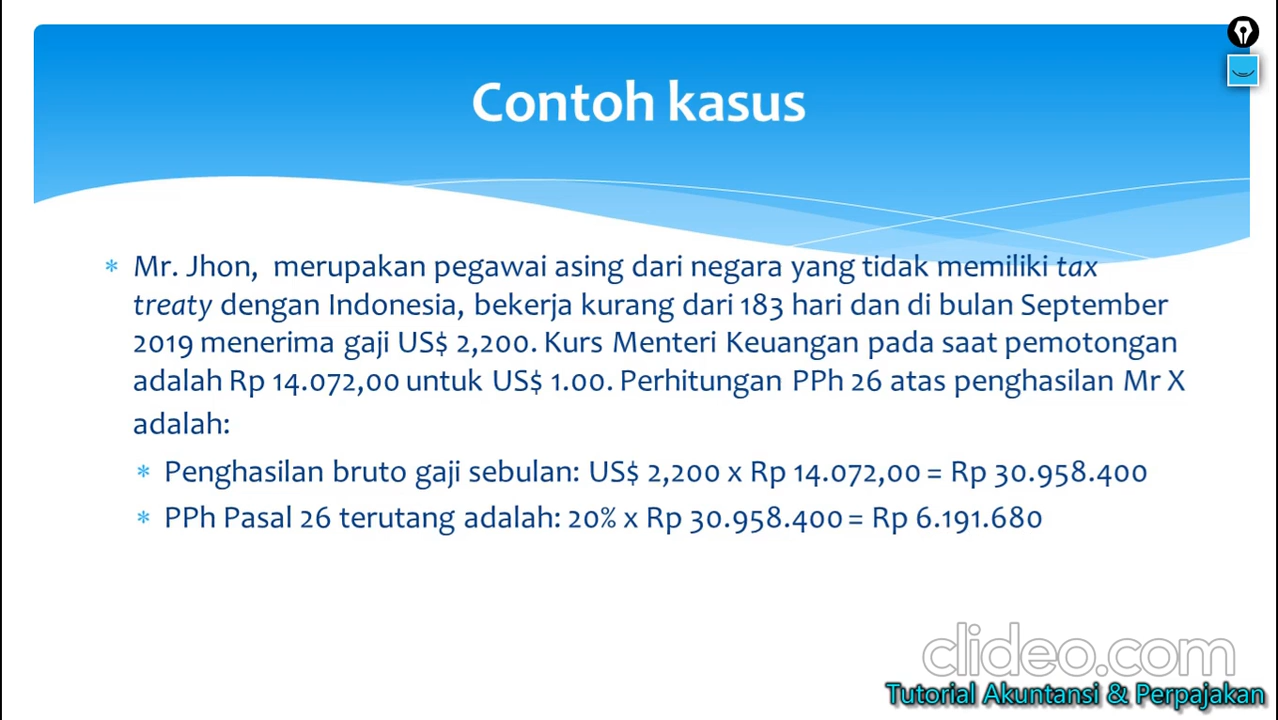 Contoh kasus
* Mr. Jhon, merupakan pegawai asing dari negara yang tidak memiliki tax
treaty dengan Indonesia, bekerja kurang dari 183 hari dan di bulan September
2019 menerima gaji US$ 2,200. Kurs Menteri Keuangan pada saat pemotongan
adalah Rp 14.072,00 untuk US$ 1.00. Perhitungan PPh 26 atas penghasilan Mr X
adalah:
* Penghasilan bruto gaji sebulan: US$ 2,200 x Rp 14.072,00 = Rp 30.958.400
* PPh Pasal 26 terutang adalah: 20% x Rp 30.958.400 = Rp 6.191.680
clideo.com
Tutorial Akuntansi & Perpajakan